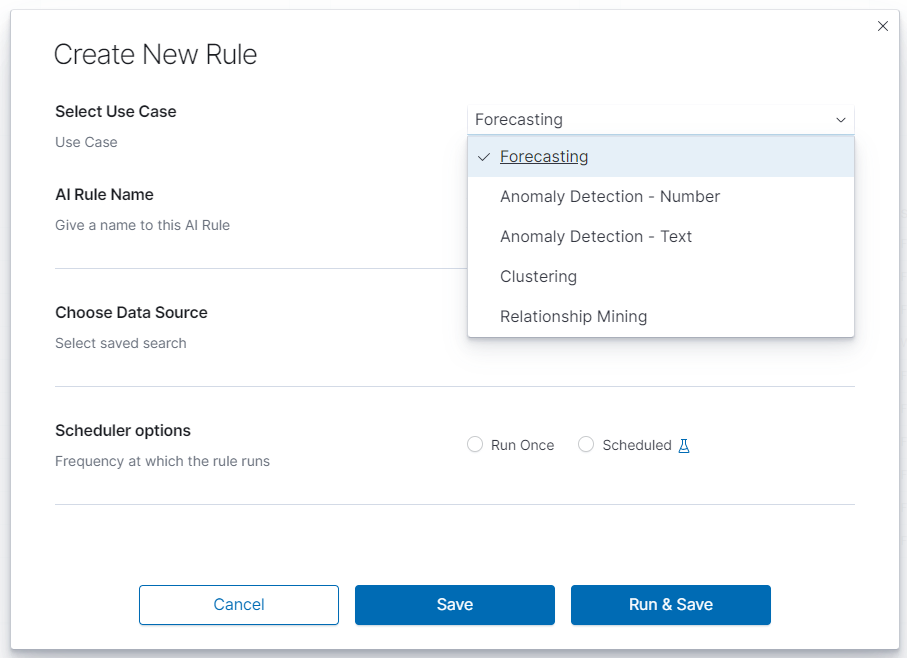 Create New Rule
Select Use Case
Use Case
Forecasting
Forecasting
Anomaly Detection - Number
Anomaly Detection - Text
Clustering
Relationship Mining
AI Rule Name
Give a name to this AI Rule
Choose Data Source
Select saved search
Scheduler options
Frequency at which the rule runs
Run Once Scheduled
Cancel Save Run & Save